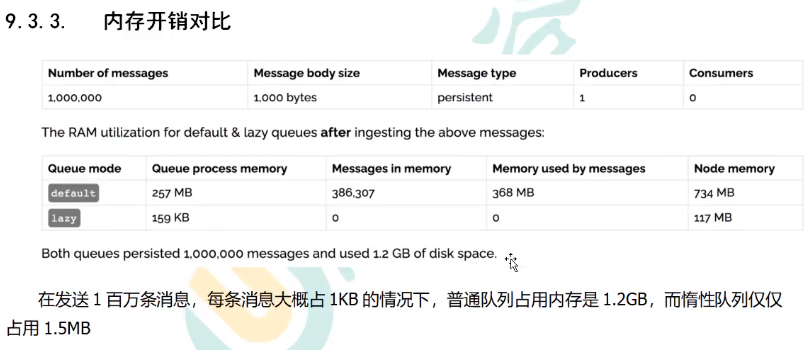 9.3.3. 内存开销对比
Number of messages Message body size Message type Producers Consumers
1,000,000 1,000 bytes persistent 1 0
The RAM utilization for default & lazy queues after ingesting the above messages:
Queue mode Queue process memory Messages in memory Memory used by messages Node memory
default 257 MB 386,307 368 MB 734 MB
lazy 159 KB 0 0 117 MB
Both queues persisted 1,000,000 messages and used 1.2 GB of disk space.
在发送 1 百万条消息，每条消息大概占 1KB 的情况下，普通队列占用内存是 1.2GB，而惰性队列仅仅
占用 1.5MB